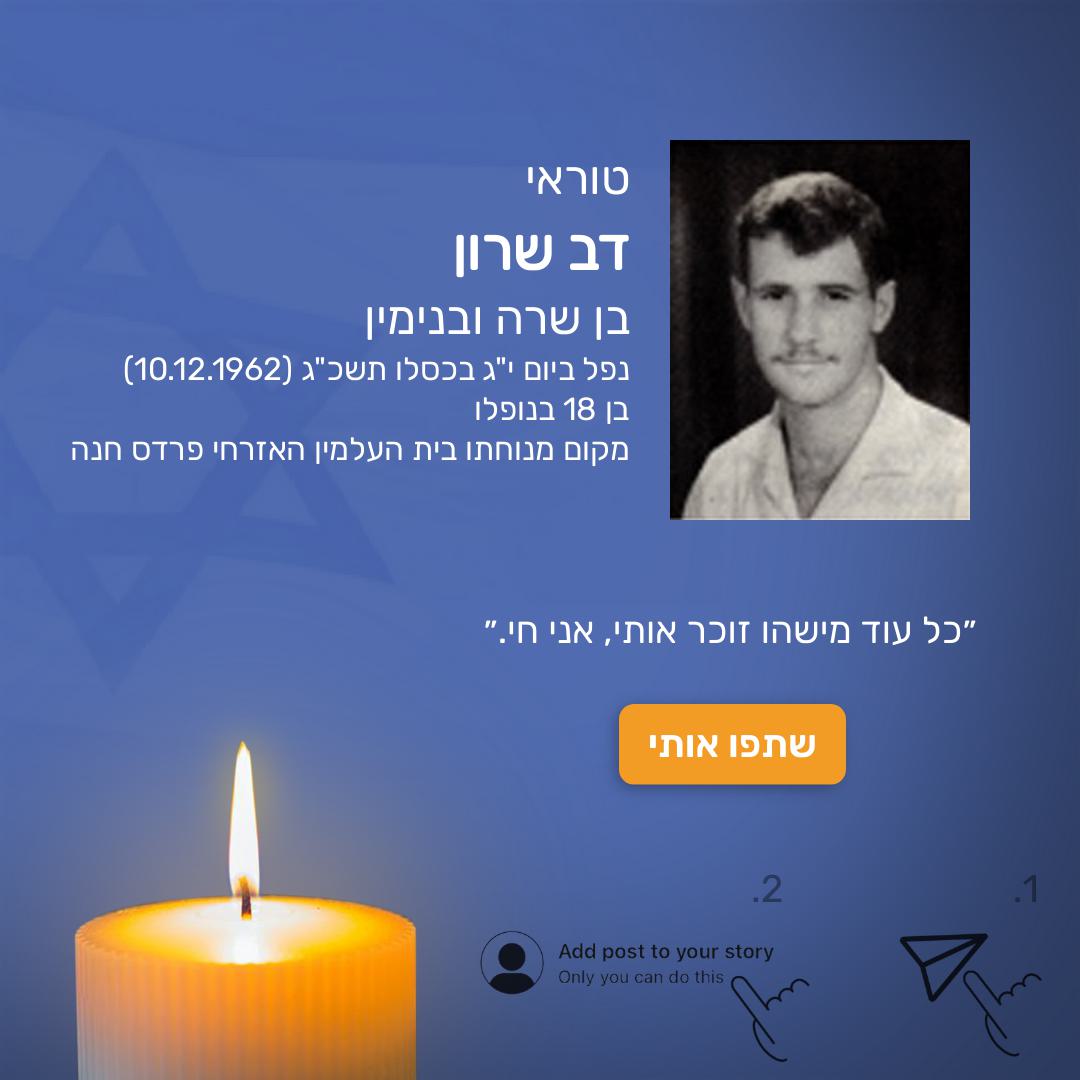 טוראי
דב שרון
בן שרה ובנימין
נפל ביום י"ג בכסלו תשכ"ג (10.12.1962)
בן 18 בנופלו
מקום מנוחתו בית העלמין האזרחי פרדס חנה
״כל עוד מישהו זוכר אותי, אני חי.״
שתפו אותי
1.
2.
Add post to your story
Only you can do this